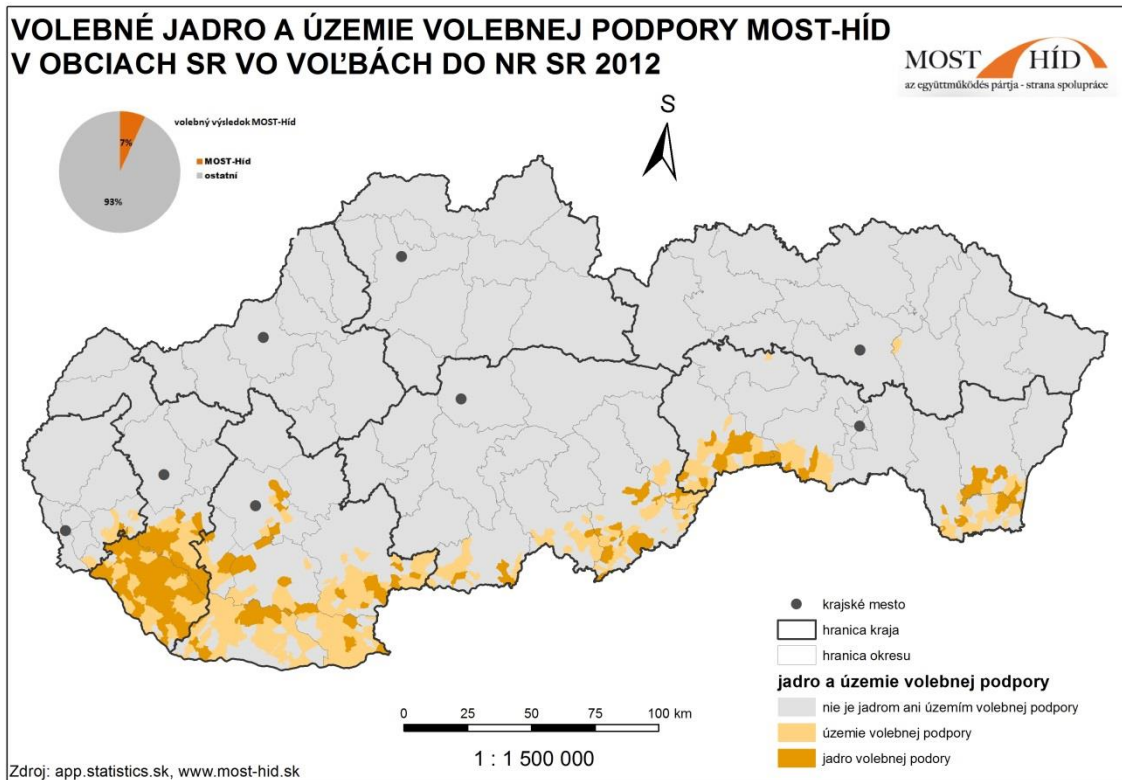 VOLEBNÉ JADRO A ÚZEMIE VOLEBNEJ PODPORY MOST-HÍD
V OBCIACH SR VO VOĽBÁCH DO NR SR 2012
MOST HÍD
az együttműködés pártja - strana spolupráce
volebný výsledok MOST-Híd
7%
MOST-Híd
ostatní
93%
S
krajské mesto
hranica kraja
hranica okresu
jadro a územie volebnej podpory
nie je jadrom ani územím volebnej podpory
územie volebnej podpory
jadro volebnej podory
0 25 50 75 100 km
1 : 1 500 000
Zdroj: app.statistics.sk, www.most-hid.sk